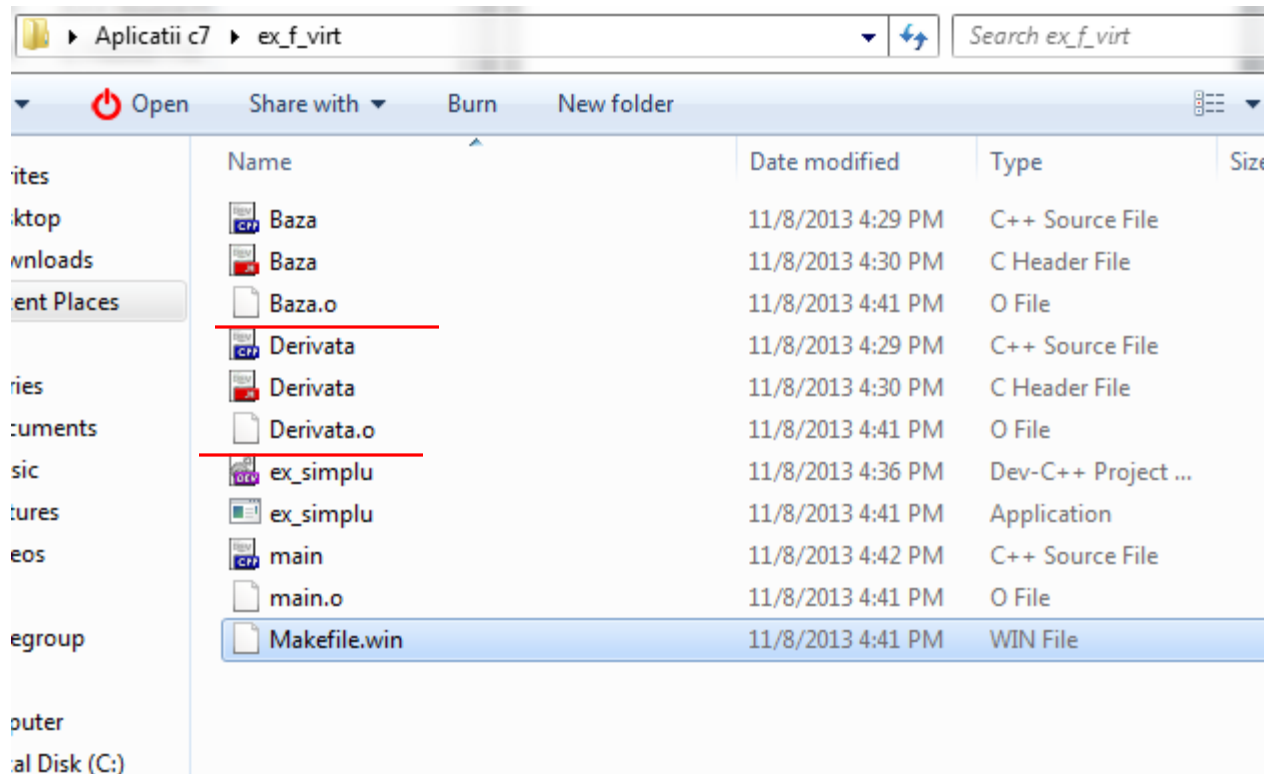 Aplicatii c7 ex_f_virt Search ex_f_virt
Open Share with Burn New folder
Name Date modified Type Size
rites
sktop
wnloads
cent Places
ries
cuments
sic
tures
eos
egroup
puter
cal Disk (C:)
Baza 11/8/2013 4:29 PM C++ Source File
Baza 11/8/2013 4:30 PM C Header File
Baza.o 11/8/2013 4:41 PM O File
Derivata 11/8/2013 4:29 PM C++ Source File
Derivata 11/8/2013 4:30 PM C Header File
Derivata.o 11/8/2013 4:41 PM O File
ex_simplu 11/8/2013 4:36 PM Dev-C++ Project ...
ex_simplu 11/8/2013 4:41 PM Application
main 11/8/2013 4:42 PM C++ Source File
main.o 11/8/2013 4:41 PM O File
Makefile.win 11/8/2013 4:41 PM WIN File